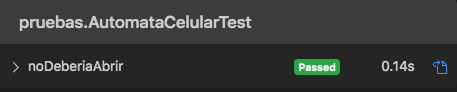 pruebas.AutomataCelularTest
noDeberiaAbrir Passed 0.14s